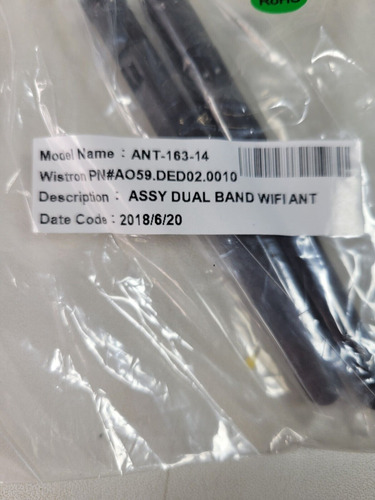 RoHS
Model Name : ANT-163-14
Wistron PN#AO59.DED02.0010
Description : ASSY DUAL BAND WIFI ANT
Date Code : 2018/6/20